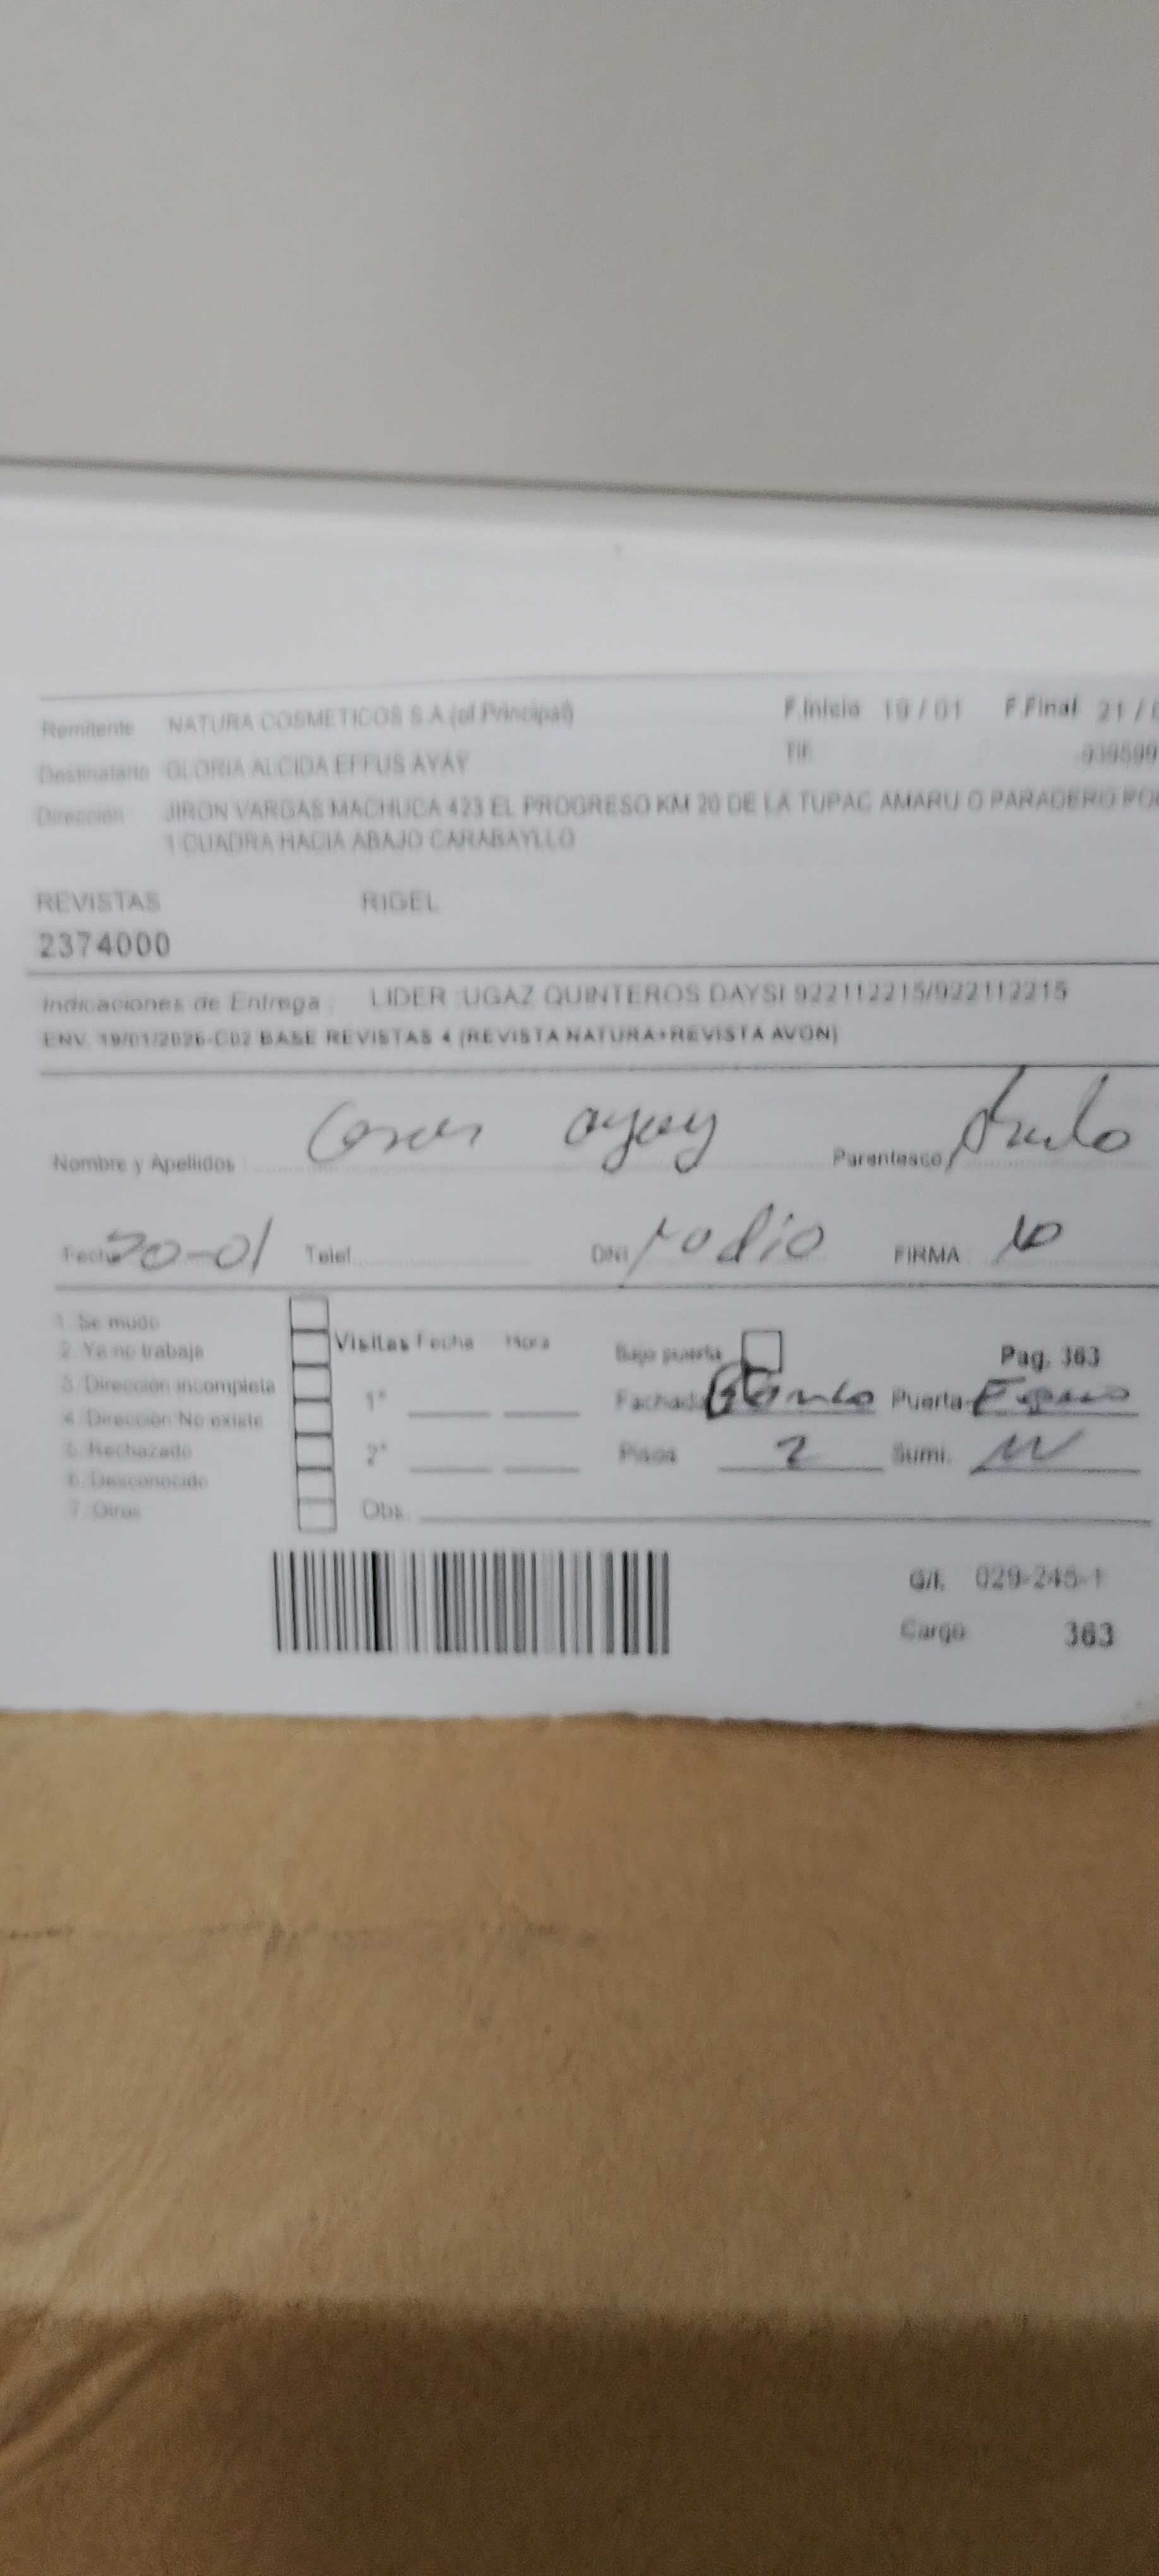 Remitente NATURA COSMETICOS S.A.(of.Principal) F.Inicio 19 / 01 F.Final 21 /
Destinatario GLORIA ALCIDA EFFUS AYAY Tlf. 939599
Dirección JIRON VARGAS MACHUCA 423 EL PROGRESO KM 20 DE LA TUPAC AMARU O PARADERO
1 CUADRA HACIA ABAJO CARABAYLLO
REVISTAS RIGEL
2374000
Indicaciones de Entrega : LIDER :UGAZ QUINTEROS DAYSI 922112215/922112215
ENV. 19/01/2026-C02 BASE REVISTAS 4 (REVISTA NATURA+REVISTA AVON)
Nombre y Apellidos ayay Parentesco
Fecha 20-01 Telef. DNI FIRMA
1. Se mudo
2. Ya no trabaja Visitas Fecha Hora Bajo puerta Pag. 363
3. Dirección incompleta 1° Fachada Puerta
4. Dirección No existe
5. Rechazado 2° Pisos 2 Sumi.
6. Desconocido
7. Otros Obs.
G/I. 029-245-1
Cargo 363